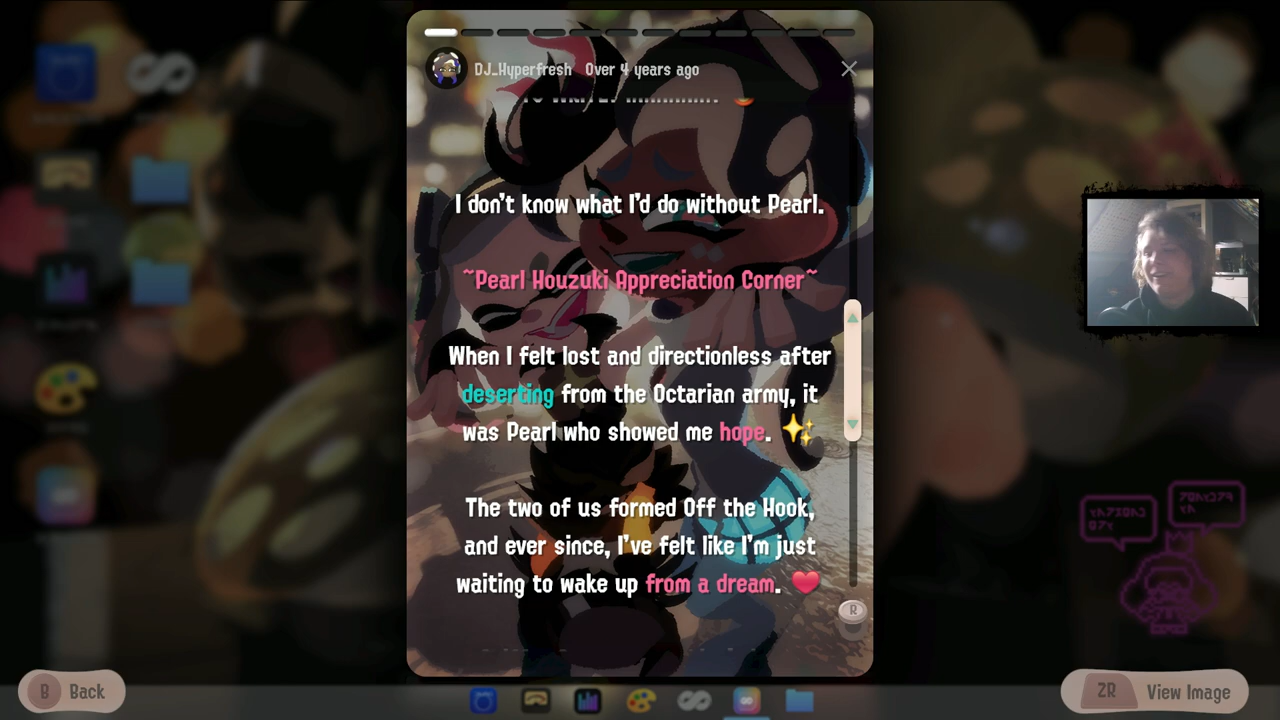 DJ_Hyperfresh Over 4 years ago
I don't know what I'd do without Pearl.
~Pearl Houzuki Appreciation Corner~
When I felt lost and directionless after
deserting from the Octarian army, it
was Pearl who showed me hope. ✨
The two of us formed Off the Hook,
and ever since, I've felt like I'm just
waiting to wake up from a dream. ❤️
R
B Back
ZR View Image